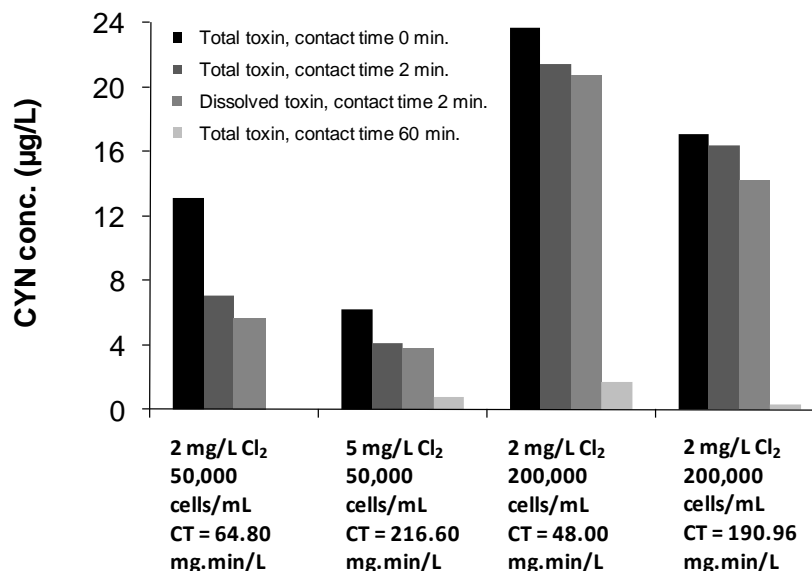 CYN conc. (µg/L)
24
20
16
12
8
4
0
Total toxin, contact time 0 min.
Total toxin, contact time 2 min.
Dissolved toxin, contact time 2 min.
Total toxin, contact time 60 min.
2 mg/L Cl₂
50,000
cells/mL
CT = 64.80
mg.min/L
5 mg/L Cl₂
50,000
cells/mL
CT = 216.60
mg.min/L
2 mg/L Cl₂
200,000
cells/mL
CT = 48.00
mg.min/L
2 mg/L Cl₂
200,000
cells/mL
CT = 190.96
mg.min/L